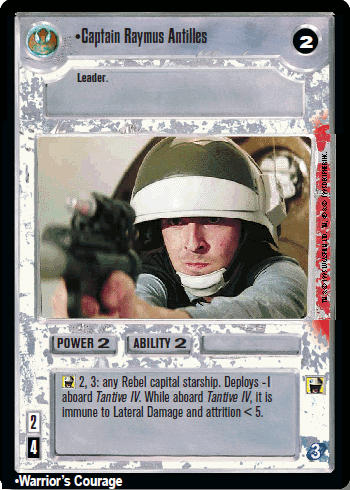 •Captain Raymus Antilles
2
Leader.
POWER 2 ABILITY 2
2, 3: any Rebel capital starship. Deploys -1
aboard Tantive IV. While aboard Tantive IV, it is
immune to Lateral Damage and attrition < 5.
2
4
3
•Warrior's Courage